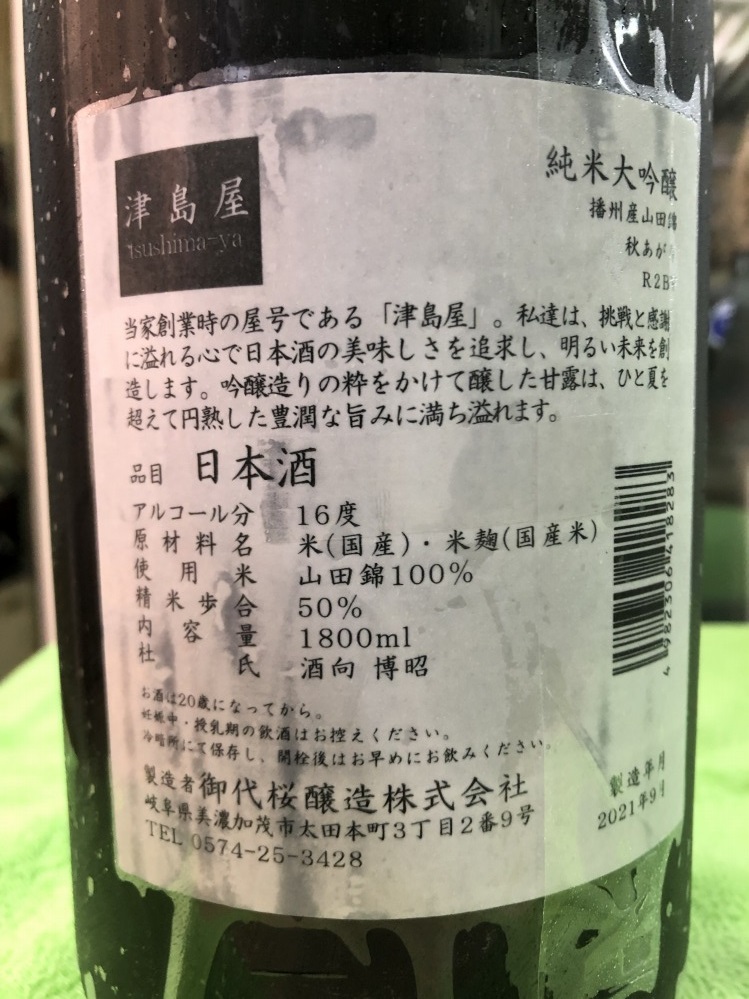 津島屋
tsushima-ya
純米大吟醸
播州産山田錦
秋あが
R2B
当家創業時の屋号である「津島屋」。私達は、挑戦と感謝
に溢れる心で日本酒の美味しさを追求し、明るい未来を創
造します。吟醸造りの粋をかけて醸した甘露は、ひと夏を
超えて円熟した豊潤な旨みに満ち溢れます。
品目 日本酒
アルコール分 16度
原材料名 米(国産)・米麹(国産米)
使用米 山田錦100%
精米歩合 50%
内容量 1800ml
杜氏 酒向 博昭
お酒は20歳になってから。
妊娠中・授乳期の飲酒はお控えください。
冷暗所にて保存し、開栓後はお早めにお飲みください。
製造者御代桜醸造株式会社
岐阜県美濃加茂市太田本町3丁目2番9号
TEL 0574-25-3428
4 982306418283
製造年月
2021年9月